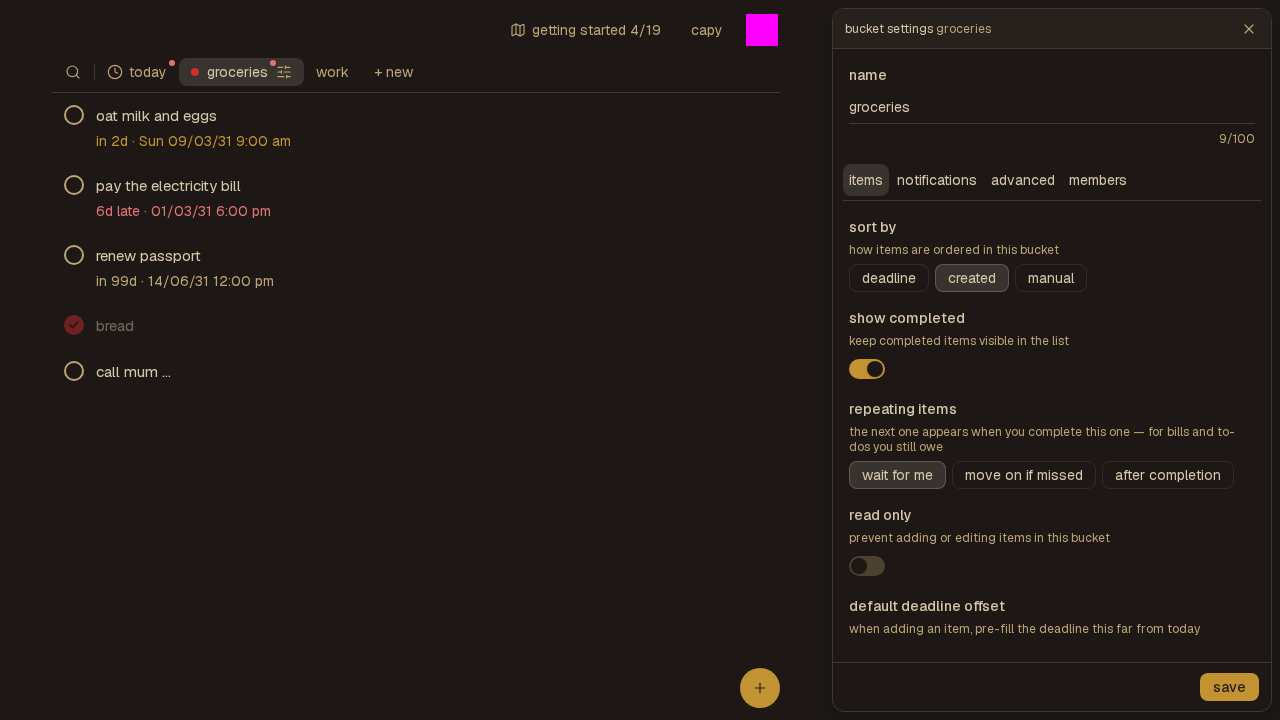 getting started 4/19
capy
today
groceries
work
+ new
oat milk and eggs
in 2d · Sun 09/03/31 9:00 am
pay the electricity bill
6d late · 01/03/31 6:00 pm
renew passport
in 99d · 14/06/31 12:00 pm
bread
call mum ...
bucket settings groceries
name
groceries
9/100
items
notifications
advanced
members
sort by
how items are ordered in this bucket
deadline
created
manual
show completed
keep completed items visible in the list
repeating items
the next one appears when you complete this one — for bills and to-
dos you still owe
wait for me
move on if missed
after completion
read only
prevent adding or editing items in this bucket
default deadline offset
when adding an item, pre-fill the deadline this far from today
save